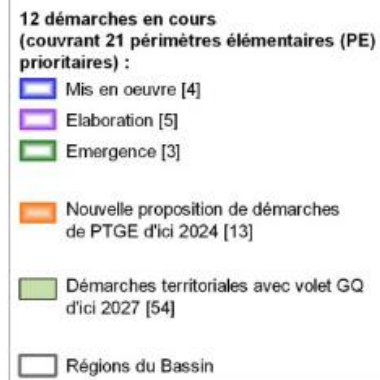 12 démarches en cours
(couvrant 21 périmètres élémentaires (PE)
prioritaires) :
Mis en oeuvre [4]
Elaboration [5]
Emergence [3]
Nouvelle proposition de démarches
de PTGE d'ici 2024 [13]
Démarches territoriales avec volet GQ
d'ici 2027 [54]
Régions du Bassin